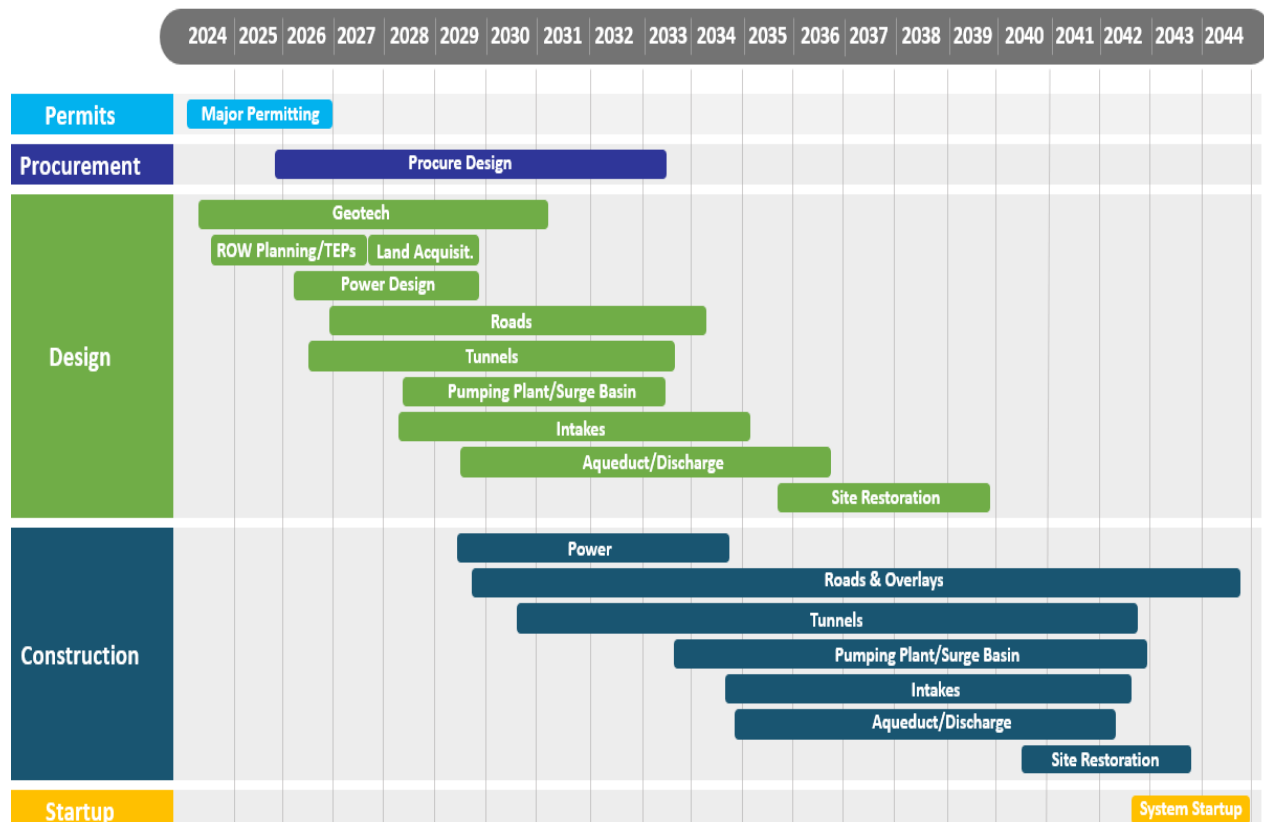 2024 2025 2026 2027 2028 2029 2030 2031 2032 2033 2034 2035 2036 2037 2038 2039 2040 2041 2042 2043 2044
Permits
Major Permitting
Procurement
Procure Design
Design
Geotech
ROW Planning/TEPs
Land Acquisit.
Power Design
Roads
Tunnels
Pumping Plant/Surge Basin
Intakes
Aqueduct/Discharge
Site Restoration
Construction
Power
Roads & Overlays
Tunnels
Pumping Plant/Surge Basin
Intakes
Aqueduct/Discharge
Site Restoration
Startup
System Startup